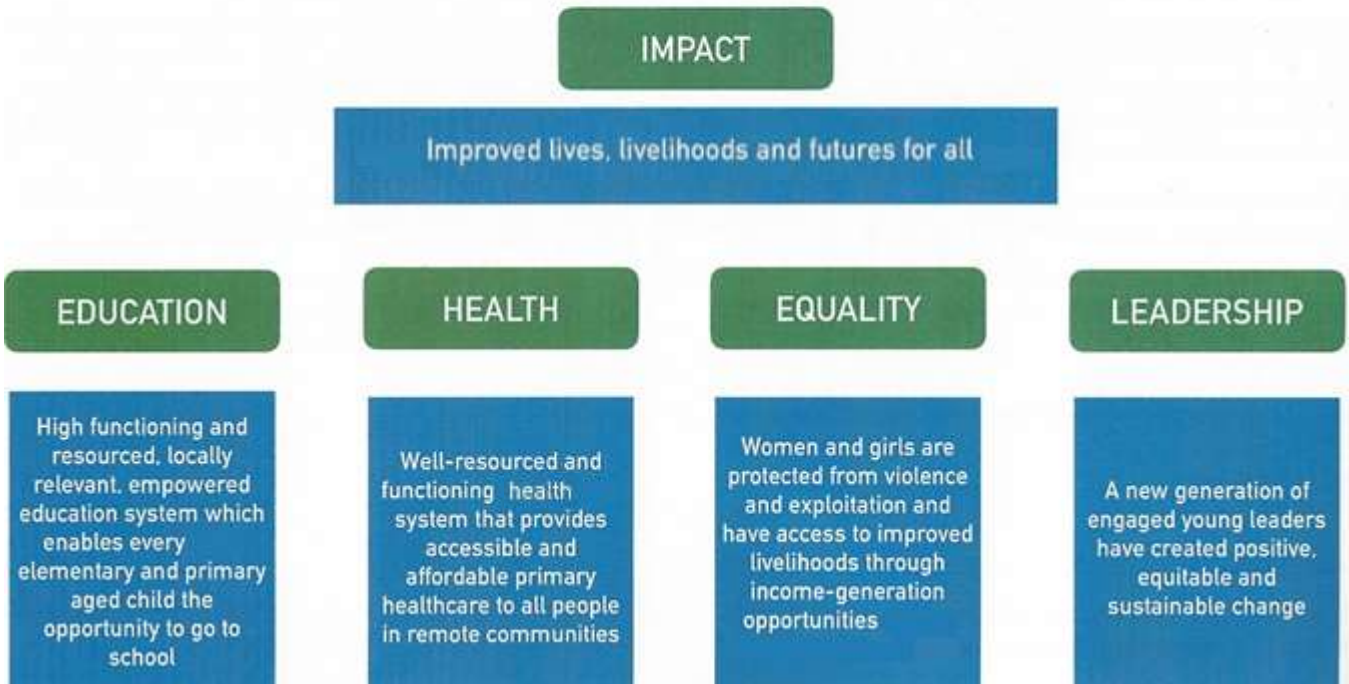 IMPACT
Improved lives, livelihoods and futures for all
EDUCATION
High functioning and
resourced, locally
relevant, empowered
education system which
enables every
elementary and primary
aged child the
opportunity to go to
school
HEALTH
Well-resourced and
functioning health
system that provides
accessible and
affordable primary
healthcare to all people
in remote communities
EQUALITY
Women and girls are
protected from violence
and exploitation and
have access to improved
livelihoods through
income-generation
opportunities
LEADERSHIP
A new generation of
engaged young leaders
have created positive,
equitable and
sustainable change